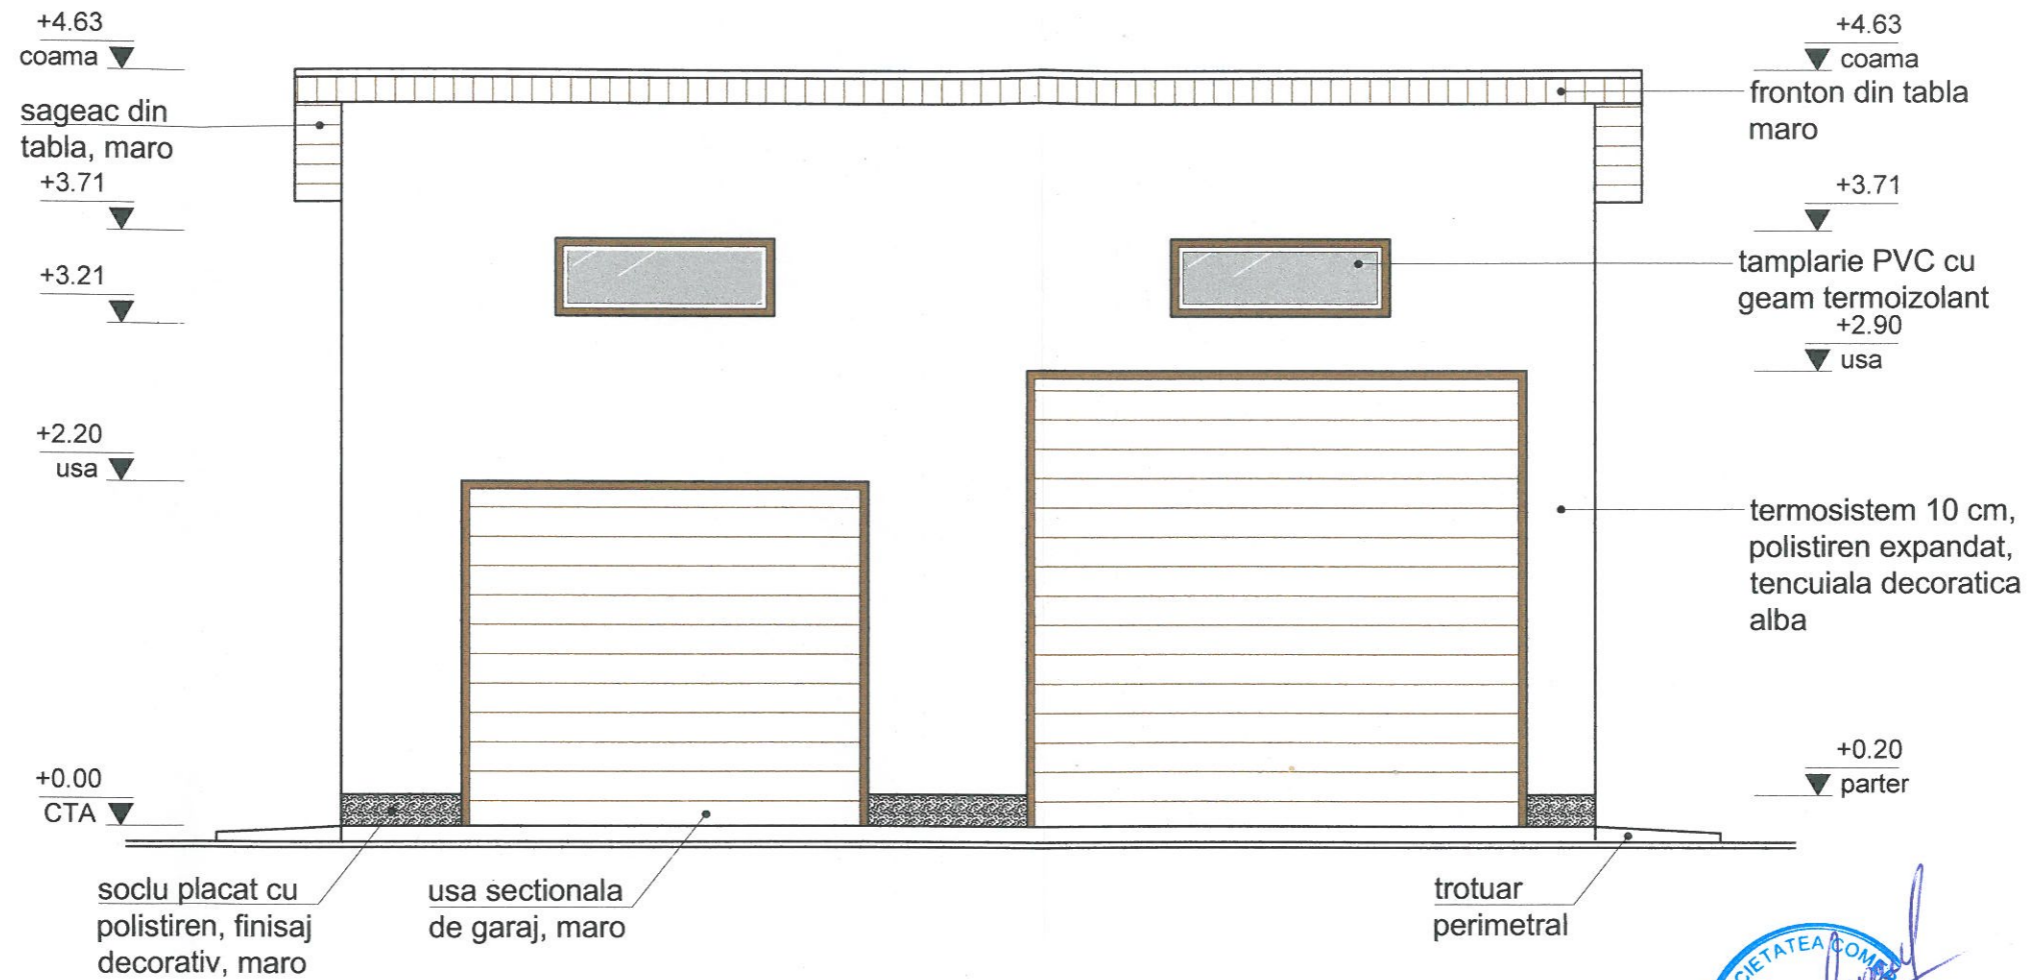 +4.63
coama
sageac din
tabla, maro
+3.71
+3.21
+2.20
usa
+0.00
CTA
soclu placat cu
polistiren, finisaj
decorativ, maro
usa sectionala
de garaj, maro
trotuar
perimetral
+4.63
coama
fronton din tabla
maro
+3.71
tamplarie PVC cu
geam termoizolant
+2.90
usa
termosistem 10 cm,
polistiren expandat,
tencuiala decoratica
alba
+0.20
parter